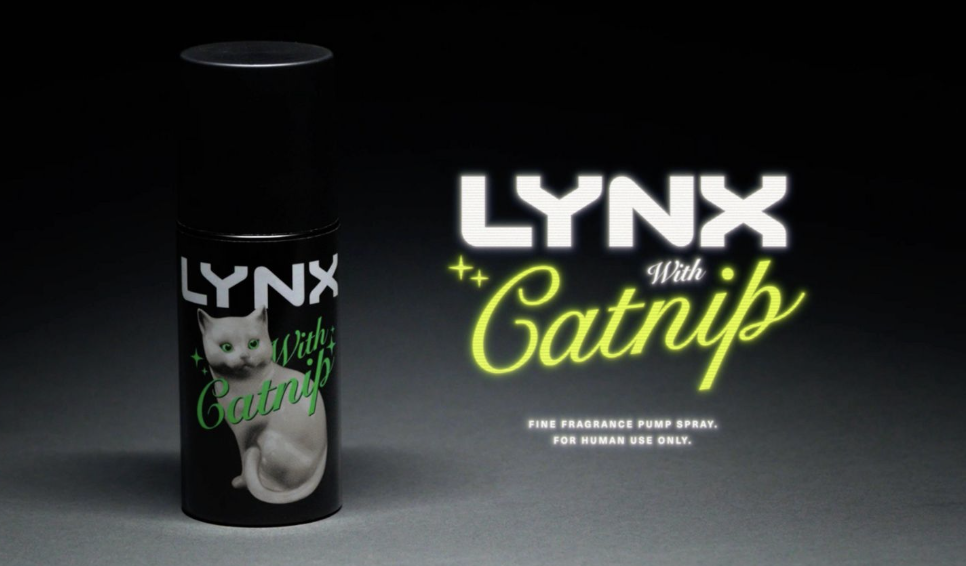 LYNX
With
Catnip
LYNX
With
Catnip
FINE FRAGRANCE PUMP SPRAY.
FOR HUMAN USE ONLY.